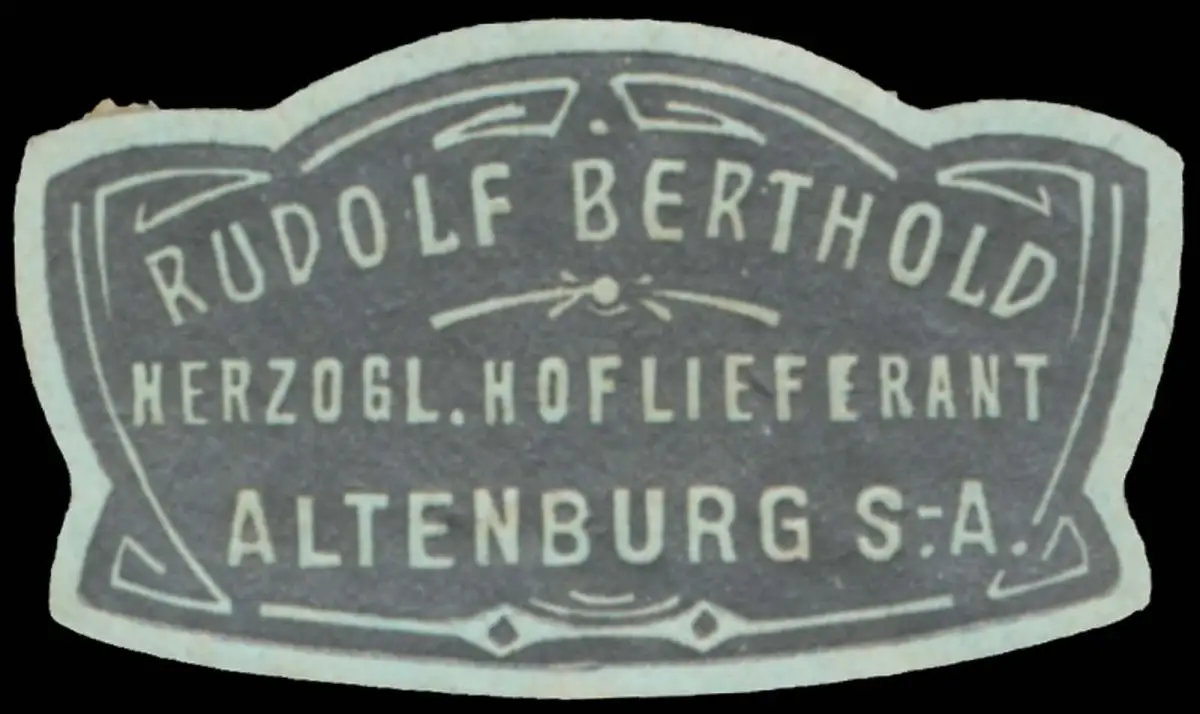 RUDOLF BERTHOLD
HERZOGL. HOFLIEFERANT
ALTENBURG S.-A.